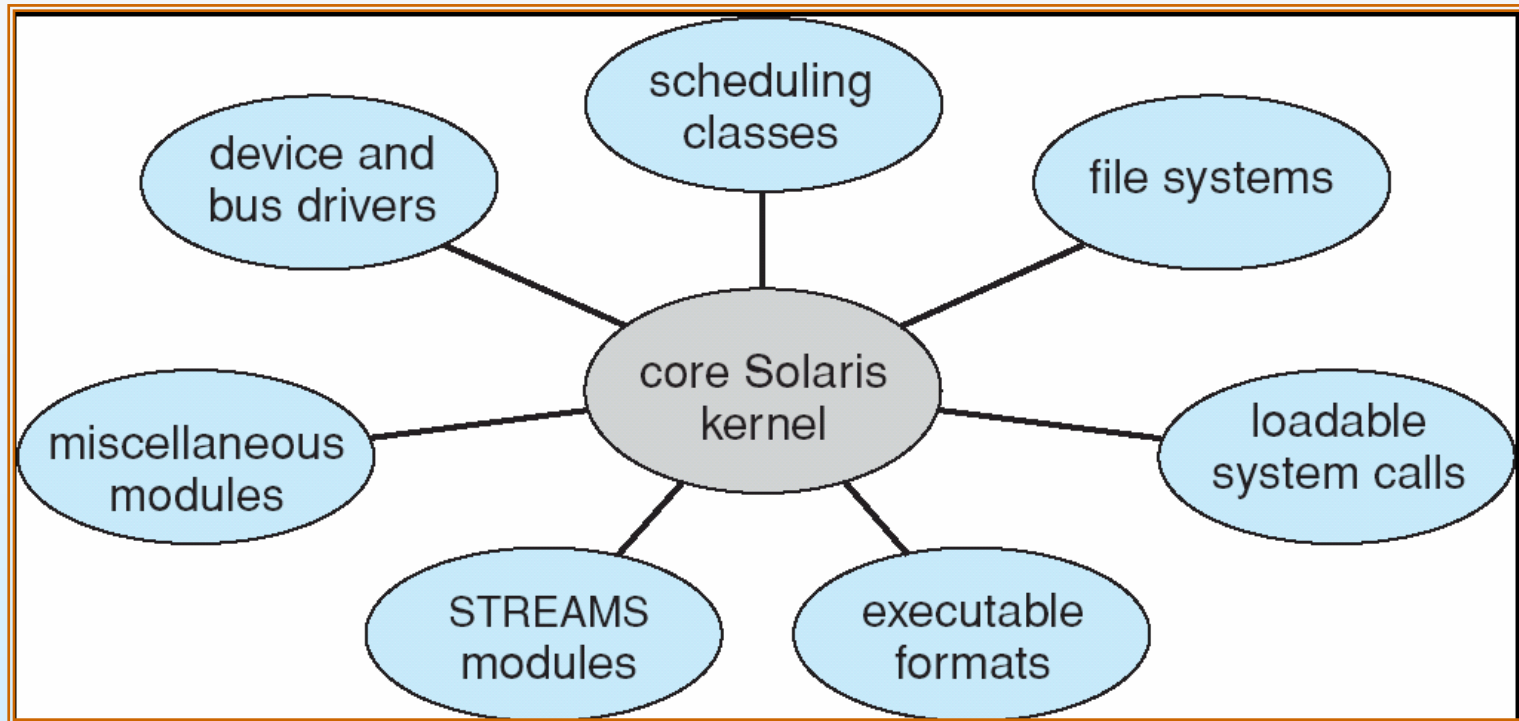 scheduling
classes
device and
bus drivers
file systems
core Solaris
kernel
loadable
system calls
miscellaneous
modules
STREAMS
modules
executable
formats